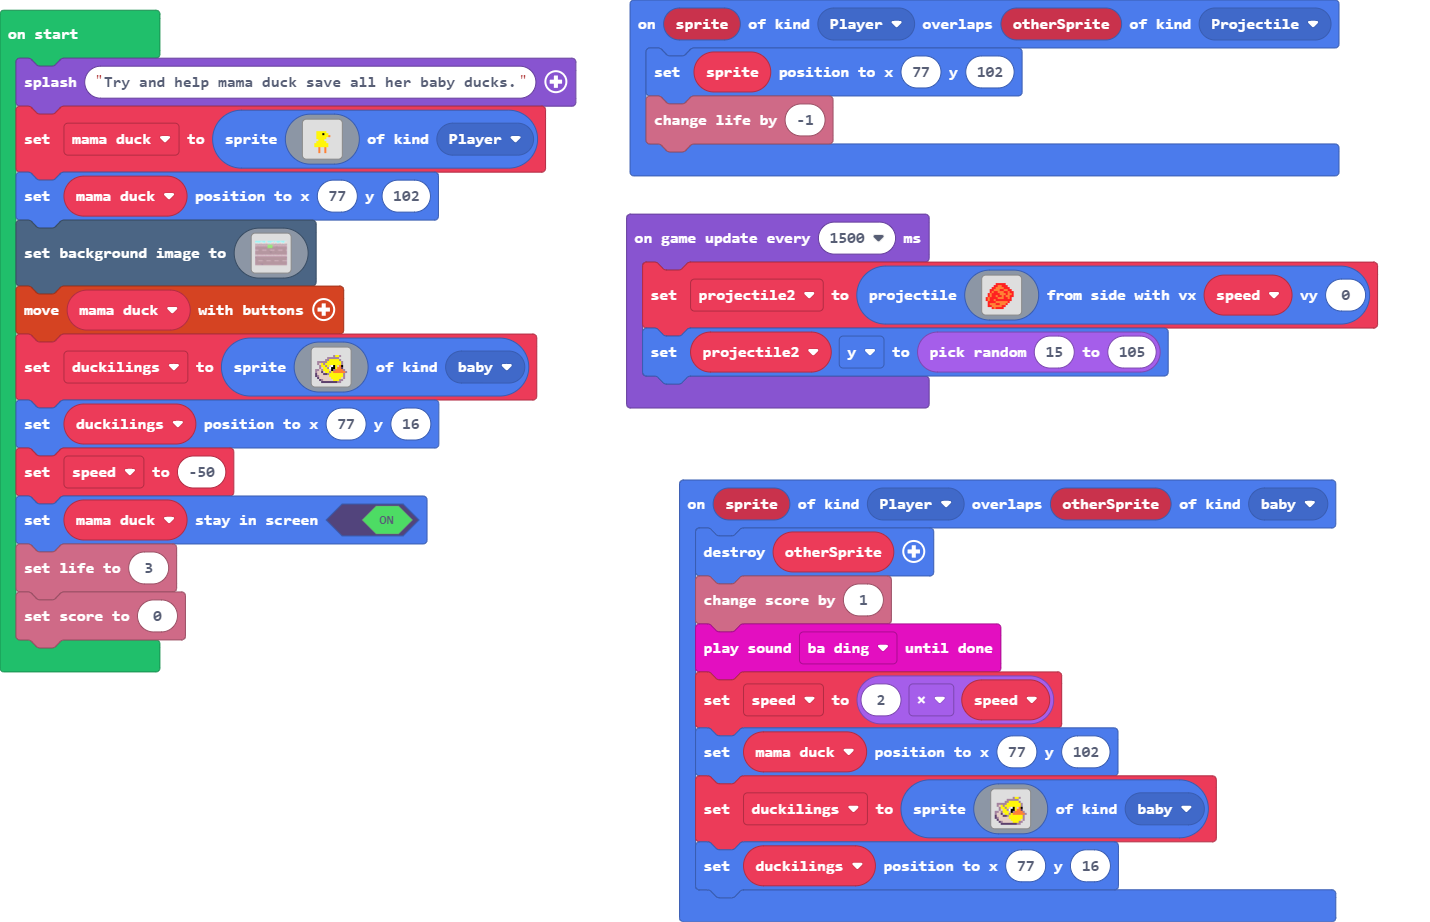 on start
splash "Try and help mama duck save all her baby ducks."
set mama duck to sprite of kind Player
set mama duck position to x 77 y 102
set background image to
move mama duck with buttons
set duckilings to sprite of kind baby
set duckilings position to x 77 y 16
set speed to -50
set mama duck stay in screen ON
set life to 3
set score to 0
on sprite of kind Player overlaps otherSprite of kind Projectile
set sprite position to x 77 y 102
change life by -1
on game update every 1500 ms
set projectile2 to projectile from side with vx speed vy 0
set projectile2 y to pick random 15 to 105
on sprite of kind Player overlaps otherSprite of kind baby
destroy otherSprite
change score by 1
play sound ba ding until done
set speed to 2 × speed
set mama duck position to x 77 y 102
set duckilings to sprite of kind baby
set duckilings position to x 77 y 16